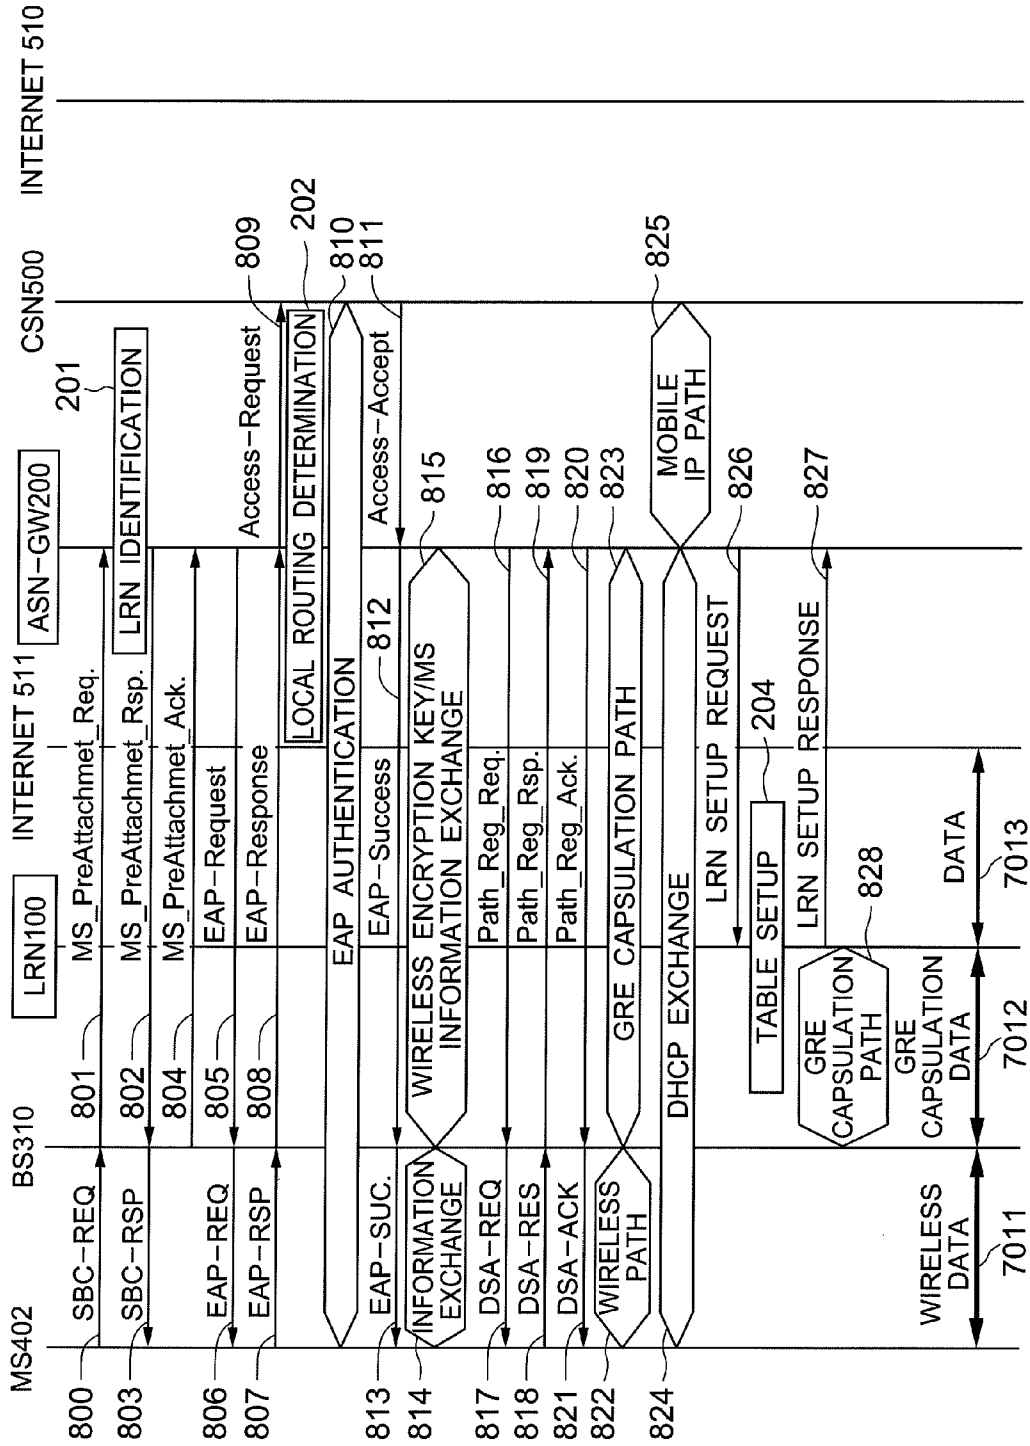 MS402
BS310
LRN100
INTERNET 511
ASN-GW200
CSN500
INTERNET 510
800
SBC-REQ
801
MS_PreAttachmet_Req.
201
LRN IDENTIFICATION
803
SBC-RSP
802
MS_PreAttachmet_Rsp.
804
MS_PreAttachmet_Ack.
806
EAP-REQ
805
EAP-Request
807
EAP-RSP
808
EAP-Response
Access-Request
809
LOCAL ROUTING DETERMINATION
202
EAP AUTHENTICATION
810
813
EAP-SUC.
EAP-Success
812
Access-Accept
811
814
INFORMATION
EXCHANGE
WIRELESS ENCRYPTION KEY/MS
INFORMATION EXCHANGE
815
817
DSA-REQ
Path_Reg_Req.
816
818
DSA-RES
Path_Reg_Rsp.
819
821
DSA-ACK
Path_Reg_Ack.
820
822
WIRELESS
PATH
GRE CAPSULATION PATH
823
824
DHCP EXCHANGE
MOBILE
IP PATH
825
LRN SETUP REQUEST
826
TABLE SETUP
204
LRN SETUP RESPONSE
827
GRE
CAPSULATION
PATH
828
WIRELESS
DATA
7011
GRE
CAPSULATION
DATA
7012
DATA
7013